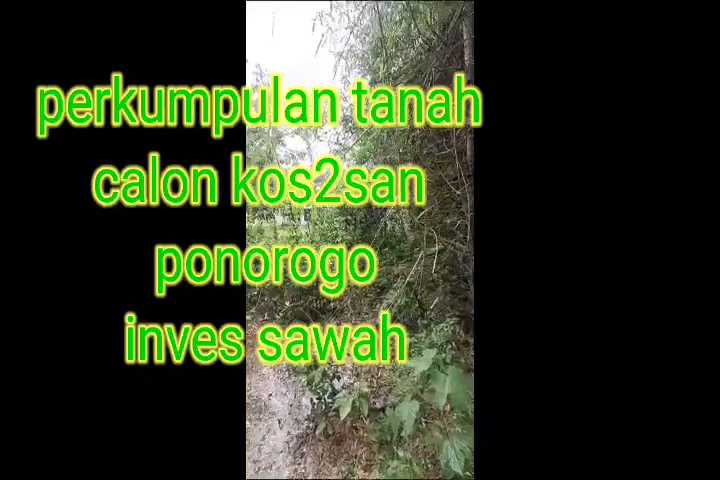 perkumpulan tanah
calon kos2san
ponorogo
inves sawah